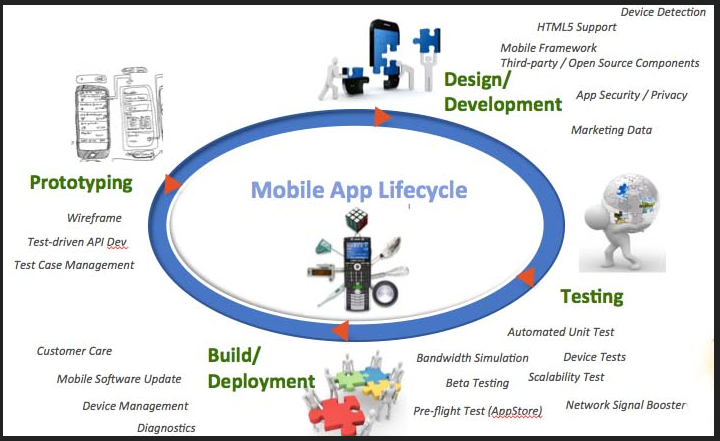 Device Detection
HTML5 Support
Mobile Framework
Third-party / Open Source Components
Design/
Development
App Security / Privacy
Marketing Data
Prototyping
Wireframe
Test-driven API Dev
Test Case Management
Mobile App Lifecycle
Testing
Automated Unit Test
Bandwidth Simulation
Device Tests
Beta Testing
Scalability Test
Pre-flight Test (AppStore)
Network Signal Booster
Build/
Deployment
Customer Care
Mobile Software Update
Device Management
Diagnostics